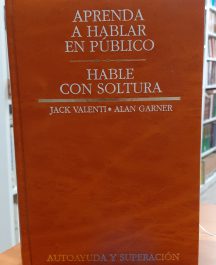 APRENDA
A HABLAR
EN PÚBLICO
HABLE
CON SOLTURA
JACK VALENTI • ALAN GARNER
AUTOAYUDA Y SUPERACIÓN